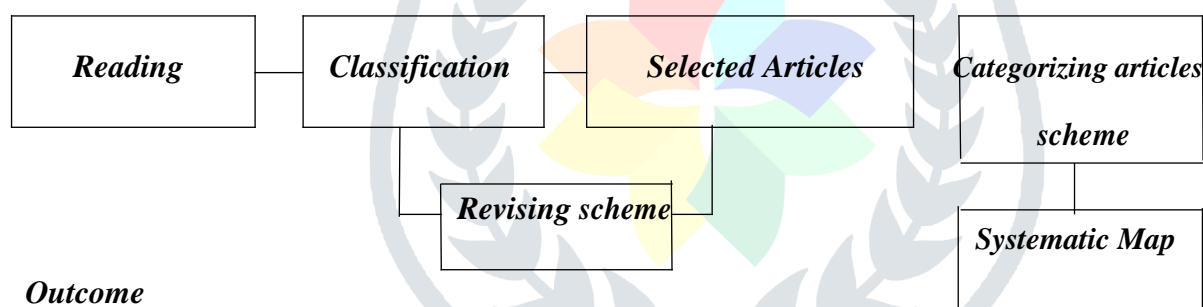 Reading
Classification
Selected Articles
Categorizing articles
scheme
Revising scheme
Systematic Map
Outcome